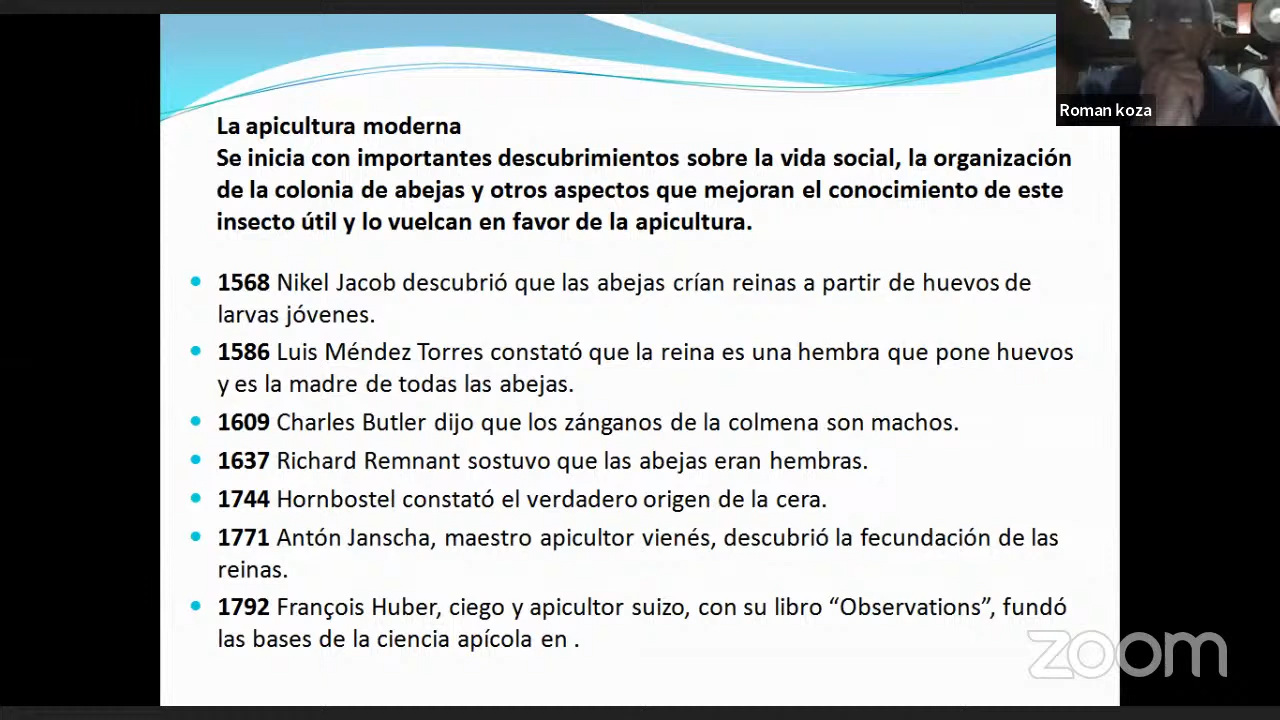 Roman koza
La apicultura moderna
Se inicia con importantes descubrimientos sobre la vida social, la organización
de la colonia de abejas y otros aspectos que mejoran el conocimiento de este
insecto útil y lo vuelcan en favor de la apicultura.
• 1568 Nikel Jacob descubrió que las abejas crían reinas a partir de huevos de
larvas jóvenes.
• 1586 Luis Méndez Torres constató que la reina es una hembra que pone huevos
y es la madre de todas las abejas.
• 1609 Charles Butler dijo que los zánganos de la colmena son machos.
• 1637 Richard Remnant sostuvo que las abejas eran hembras.
• 1744 Hornbostel constató el verdadero origen de la cera.
• 1771 Antón Janscha, maestro apicultor vienés, descubrió la fecundación de las
reinas.
• 1792 François Huber, ciego y apicultor suizo, con su libro “Observations”, fundó
las bases de la ciencia apícola en .
zoom